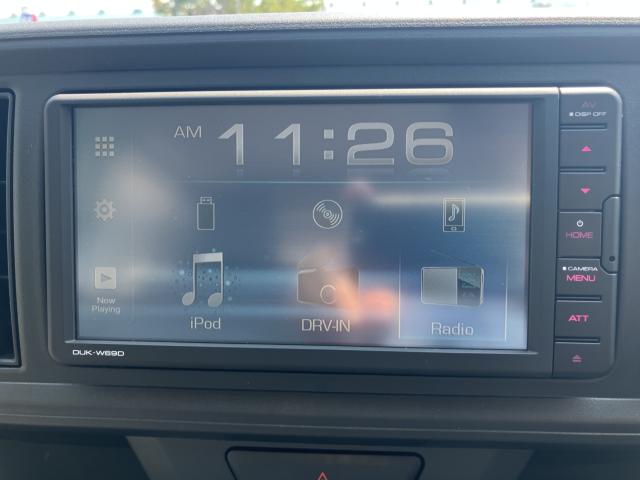 AM 11:26
Now
Playing
iPod
DRV-IN
Radio
DUK-W69D
AV
DISP OFF
HOME
CAMERA
MENU
ATT